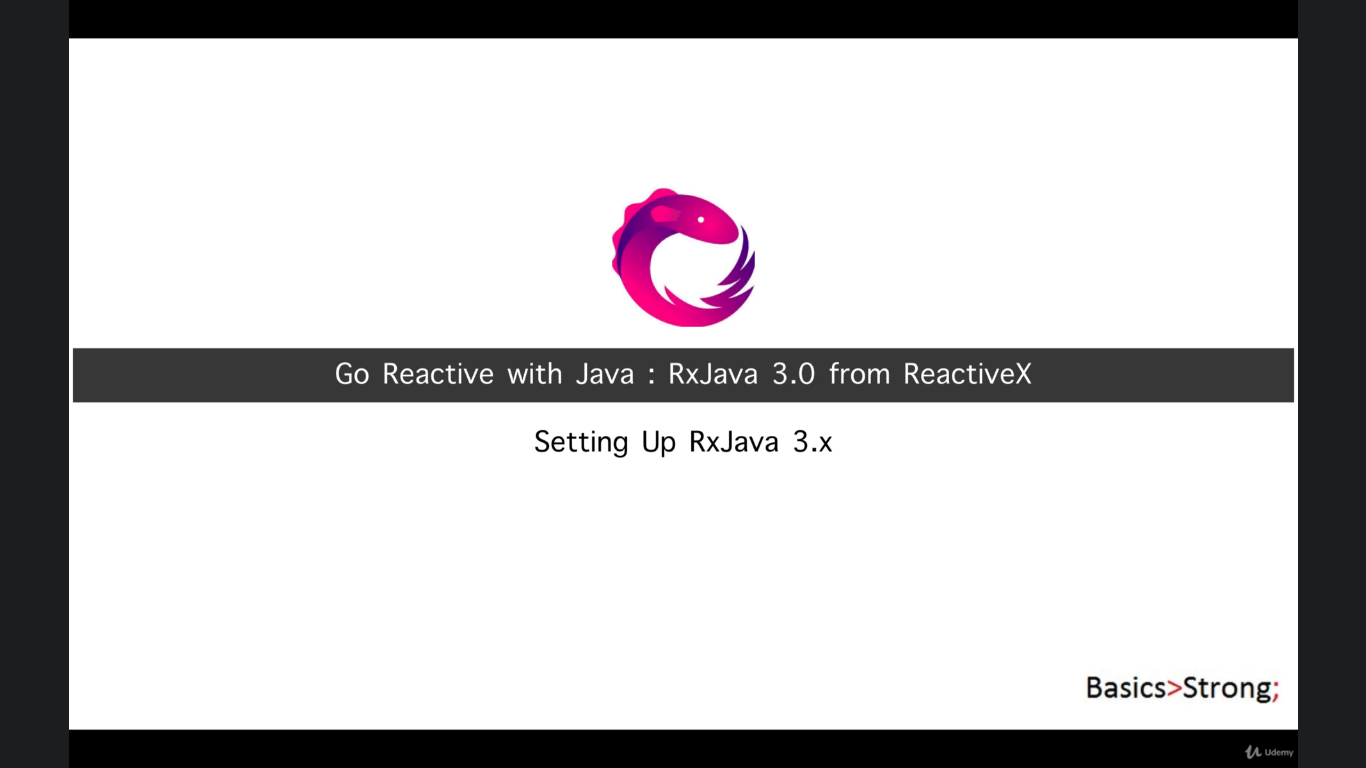 Go Reactive with Java : RxJava 3.0 from ReactiveX
Setting Up RxJava 3.x
Basics>Strong;
Udemy